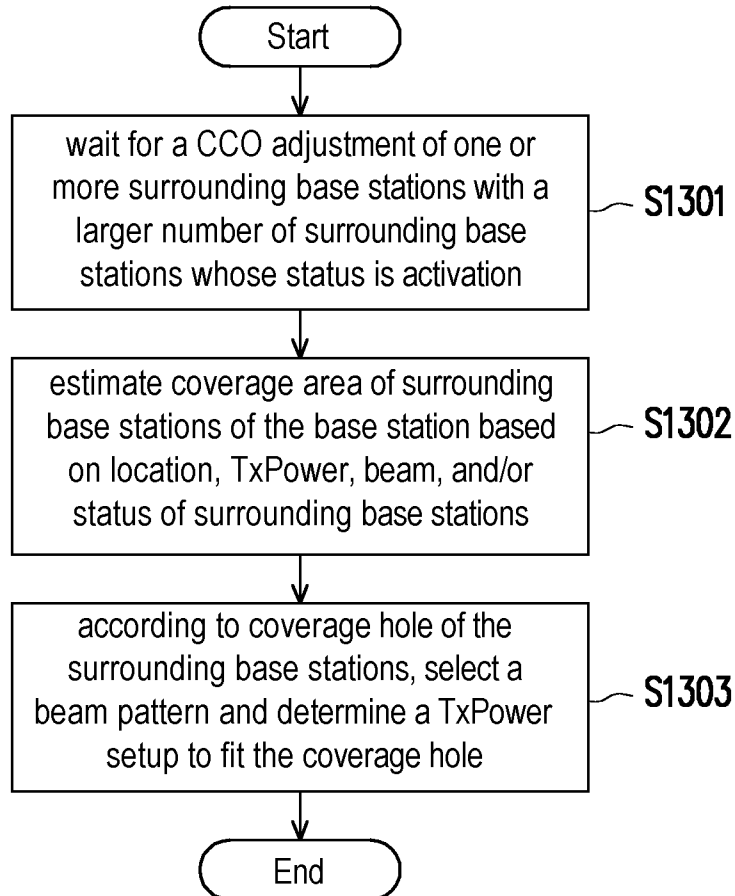 Start
wait for a CCO adjustment of one or
more surrounding base stations with a
larger number of surrounding base
stations whose status is activation
S1301
estimate coverage area of surrounding
base stations of the base station based
on location, TxPower, beam, and/or
status of surrounding base stations
S1302
according to coverage hole of the
surrounding base stations, select a
beam pattern and determine a TxPower
setup to fit the coverage hole
S1303
End